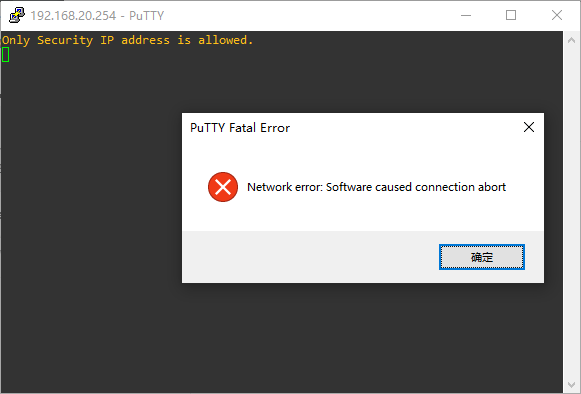 192.168.20.254 - PuTTY
Only Security IP address is allowed.
PuTTY Fatal Error
Network error: Software caused connection abort
确定